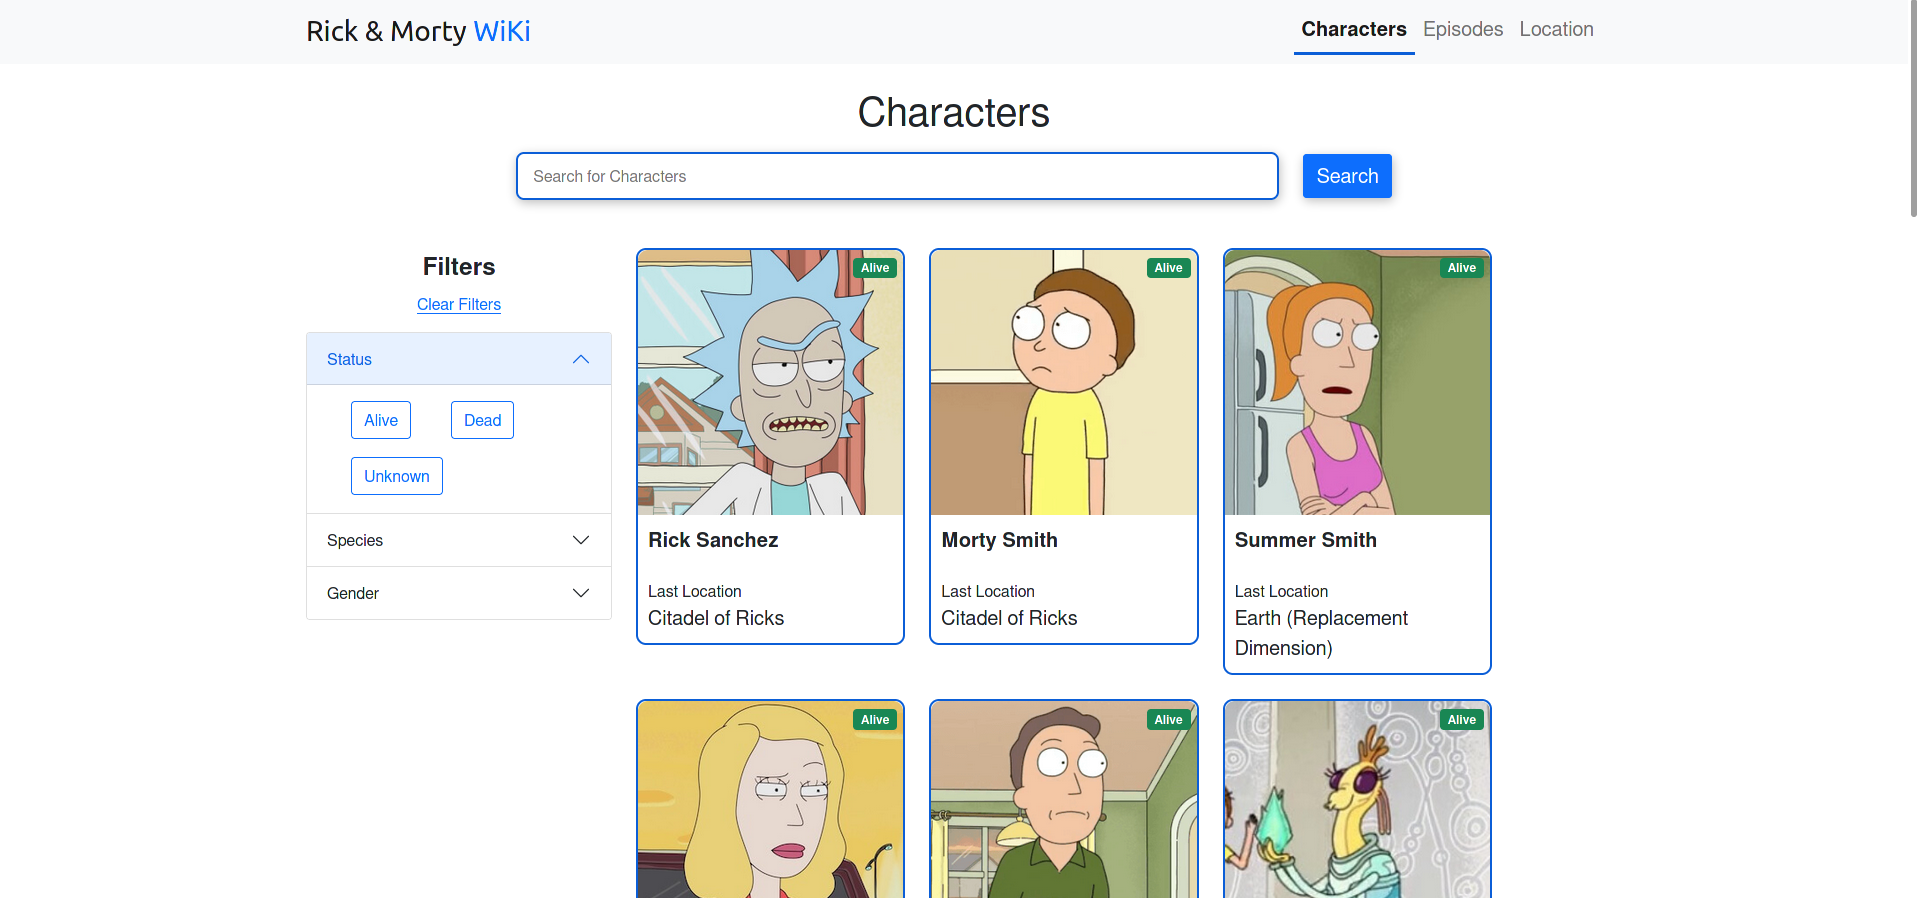 Rick & Morty WiKi
Characters Episodes Location
Characters
Search for Characters
Search
Filters
Clear Filters
Status
Alive Dead
Unknown
Species
Gender
Alive
Rick Sanchez
Last Location
Citadel of Ricks
Alive
Morty Smith
Last Location
Citadel of Ricks
Alive
Summer Smith
Last Location
Earth (Replacement
Dimension)
Alive
Alive
Alive